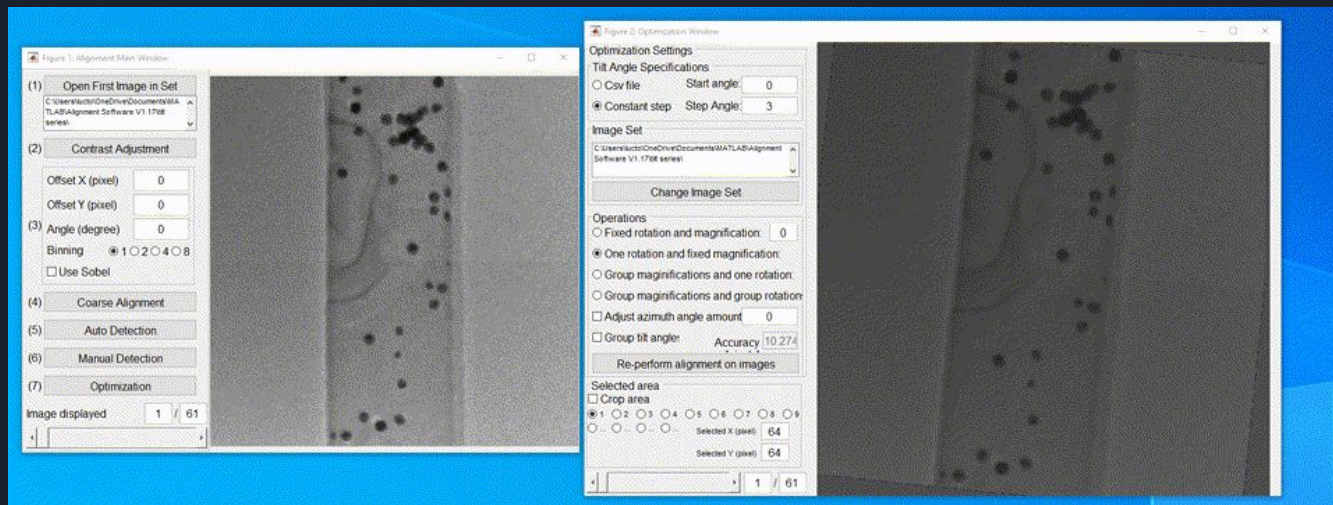 Figure 1: Alignment Main Window
(1) Open First Image in Set
C:\Users\lucto\OneDrive\Documents\MA
TLAB\Alignment Software V1.17\tilt
series\
(2) Contrast Adjustment
Offset X (pixel) 0
Offset Y (pixel) 0
(3) Angle (degree) 0
Binning 1 2 4 8
Use Sobel
(4) Coarse Alignment
(5) Auto Detection
(6) Manual Detection
(7) Optimization
Image displayed 1 / 61
Figure 2: Optimization Window
Optimization Settings
Tilt Angle Specifications
Csv file Start angle: 0
Constant step Step Angle: 3
Image Set
C:\Users\lucto\OneDrive\Documents\MATLAB\Alignment
Software V1.17\tilt series\
Change Image Set
Operations
Fixed rotation and magnification: 0
One rotation and fixed magnification:
Group maginifications and one rotation:
Group maginifications and group rotation
Adjust azimuth angle amount 0
Group tilt angle:
Accuracy 10.274
Re-perform alignment on images
Selected area
Crop area
1 2 3 4 5 6 7 8 9
... ... ... ... Selected X (pixel) 64
Selected Y (pixel) 64
1 / 61